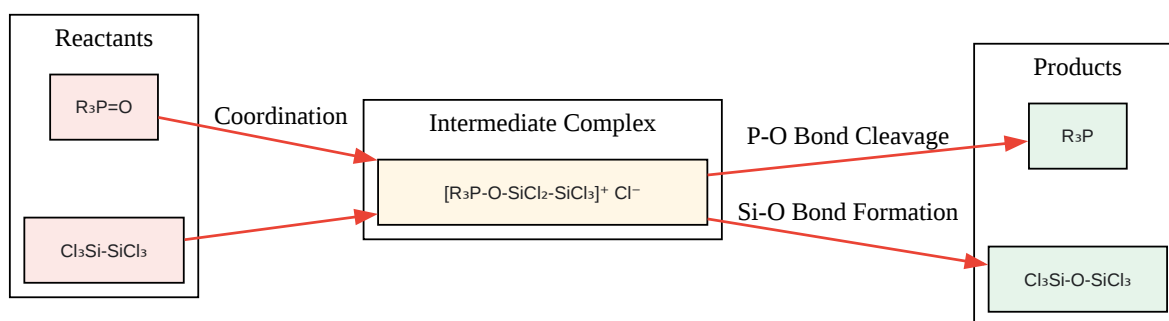 Reactants
R₃P=O
Cl₃Si-SiCl₃
Coordination
Intermediate Complex
[R₃P-O-SiCl₂-SiCl₃]⁺ Cl⁻
P-O Bond Cleavage
Si-O Bond Formation
Products
R₃P
Cl₃Si-O-SiCl₃